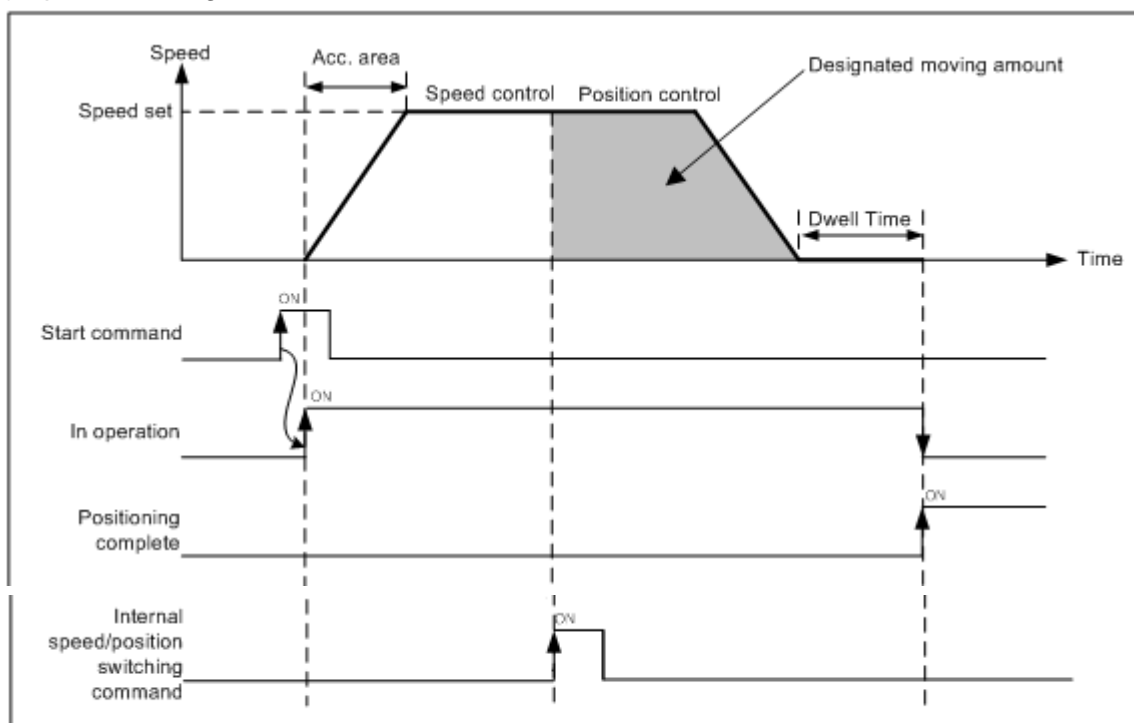 Speed
Acc. area
Designated moving amount
Speed control
Position control
Speed set
Dwell Time
Time
ON
Start command
ON
In operation
ON
Positioning
complete
Internal
speed/position
switching
command
ON